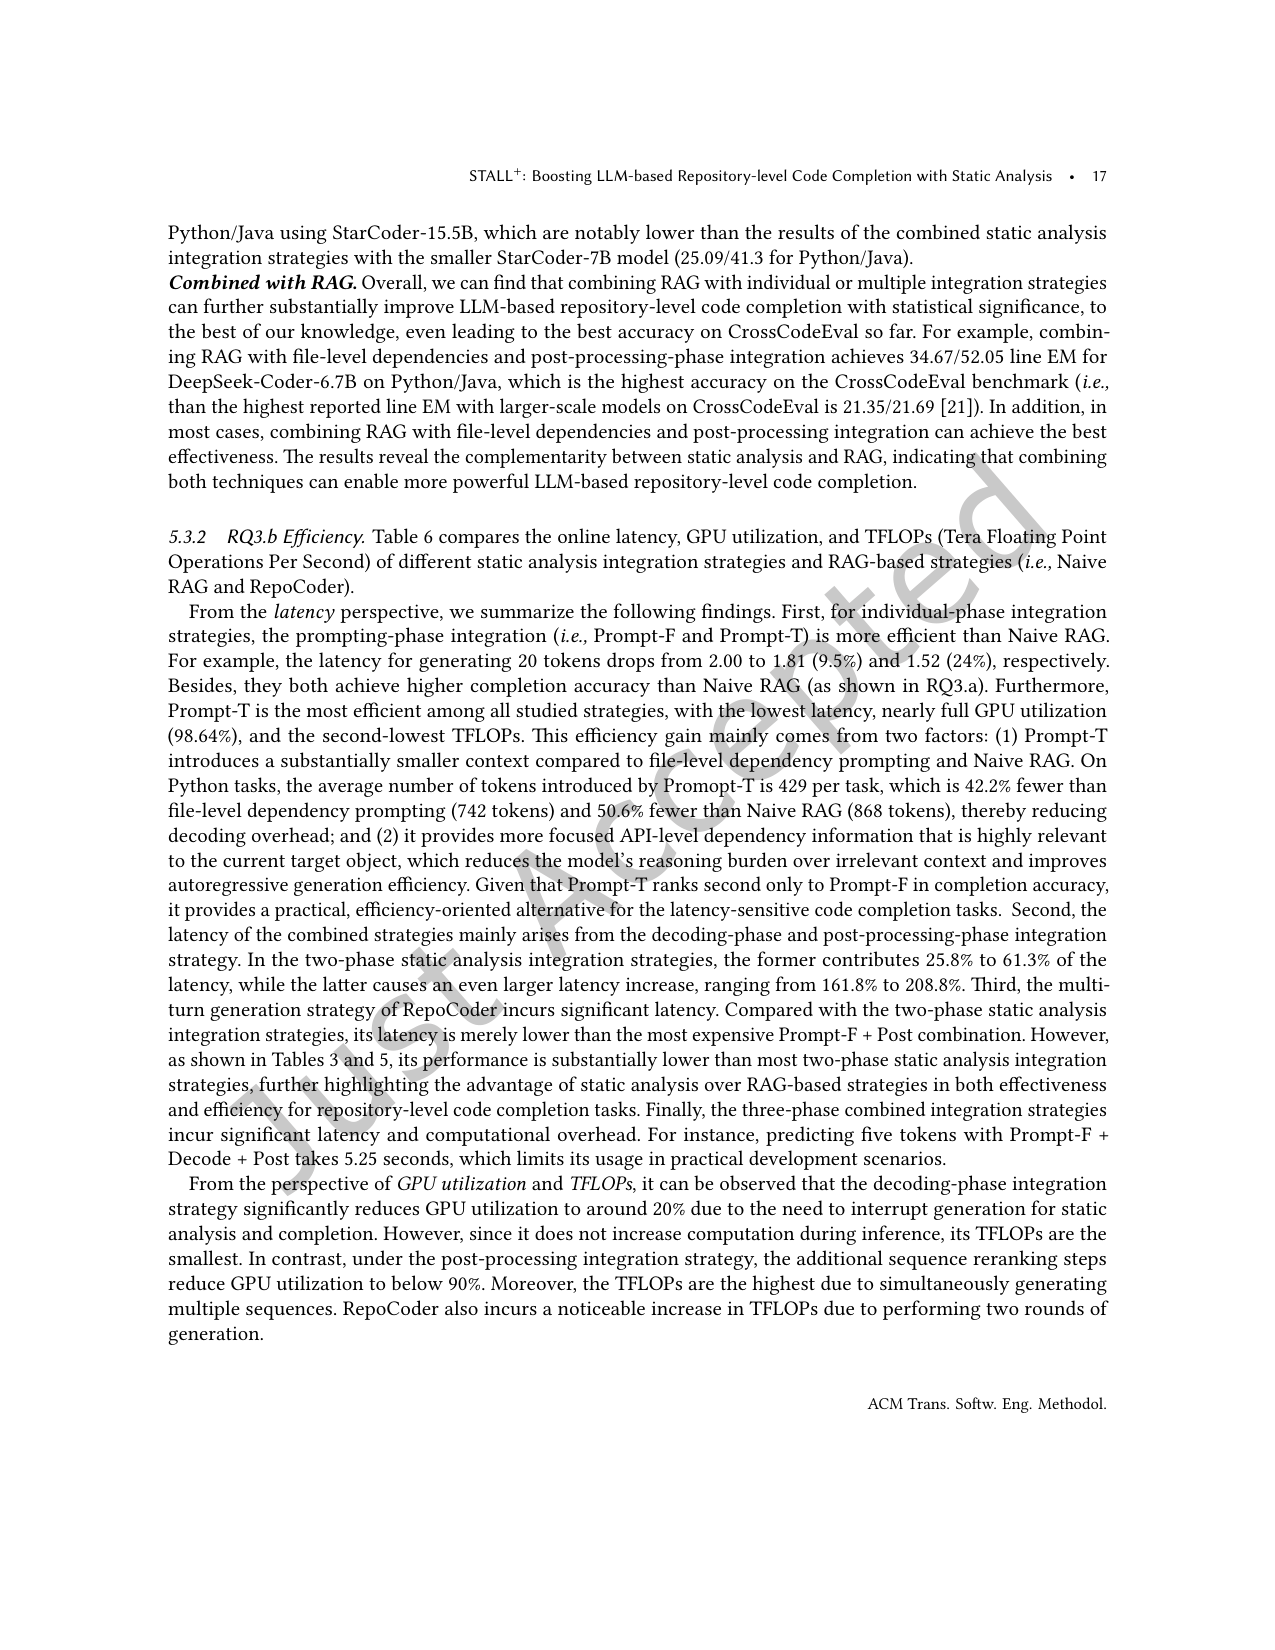 STALL+: Boosting LLM-based Repository-level Code Completion with Static Analysis • 17
Python/Java using StarCoder-15.5B, which are notably lower than the results of the combined static analysis
integration strategies with the smaller StarCoder-7B model (25.09/41.3 for Python/Java).
Combined with RAG. Overall, we can find that combining RAG with individual or multiple integration strategies
can further substantially improve LLM-based repository-level code completion with statistical significance, to
the best of our knowledge, even leading to the best accuracy on CrossCodeEval so far. For example, combin-
ing RAG with file-level dependencies and post-processing-phase integration achieves 34.67/52.05 line EM for
DeepSeek-Coder-6.7B on Python/Java, which is the highest accuracy on the CrossCodeEval benchmark (i.e.,
than the highest reported line EM with larger-scale models on CrossCodeEval is 21.35/21.69 [21]). In addition, in
most cases, combining RAG with file-level dependencies and post-processing integration can achieve the best
effectiveness. The results reveal the complementarity between static analysis and RAG, indicating that combining
both techniques can enable more powerful LLM-based repository-level code completion.
5.3.2 RQ3.b Efficiency. Table 6 compares the online latency, GPU utilization, and TFLOPs (Tera Floating Point
Operations Per Second) of different static analysis integration strategies and RAG-based strategies (i.e., Naive
RAG and RepoCoder).
From the latency perspective, we summarize the following findings. First, for individual-phase integration
strategies, the prompting-phase integration (i.e., Prompt-F and Prompt-T) is more efficient than Naive RAG.
For example, the latency for generating 20 tokens drops from 2.00 to 1.81 (9.5%) and 1.52 (24%), respectively.
Besides, they both achieve higher completion accuracy than Naive RAG (as shown in RQ3.a). Furthermore,
Prompt-T is the most efficient among all studied strategies, with the lowest latency, nearly full GPU utilization
(98.64%), and the second-lowest TFLOPs. This efficiency gain mainly comes from two factors: (1) Prompt-T
introduces a substantially smaller context compared to file-level dependency prompting and Naive RAG. On
Python tasks, the average number of tokens introduced by Promopt-T is 429 per task, which is 42.2% fewer than
file-level dependency prompting (742 tokens) and 50.6% fewer than Naive RAG (868 tokens), thereby reducing
decoding overhead; and (2) it provides more focused API-level dependency information that is highly relevant
to the current target object, which reduces the model's reasoning burden over irrelevant context and improves
autoregressive generation efficiency. Given that Prompt-T ranks second only to Prompt-F in completion accuracy,
it provides a practical, efficiency-oriented alternative for the latency-sensitive code completion tasks. Second, the
latency of the combined strategies mainly arises from the decoding-phase and post-processing-phase integration
strategy. In the two-phase static analysis integration strategies, the former contributes 25.8% to 61.3% of the
latency, while the latter causes an even larger latency increase, ranging from 161.8% to 208.8%. Third, the multi-
turn generation strategy of RepoCoder incurs significant latency. Compared with the two-phase static analysis
integration strategies, its latency is merely lower than the most expensive Prompt-F + Post combination. However,
as shown in Tables 3 and 5, its performance is substantially lower than most two-phase static analysis integration
strategies, further highlighting the advantage of static analysis over RAG-based strategies in both effectiveness
and efficiency for repository-level code completion tasks. Finally, the three-phase combined integration strategies
incur significant latency and computational overhead. For instance, predicting five tokens with Prompt-F +
Decode + Post takes 5.25 seconds, which limits its usage in practical development scenarios.
From the perspective of GPU utilization and TFLOPs, it can be observed that the decoding-phase integration
strategy significantly reduces GPU utilization to around 20% due to the need to interrupt generation for static
analysis and completion. However, since it does not increase computation during inference, its TFLOPs are the
smallest. In contrast, under the post-processing integration strategy, the additional sequence reranking steps
reduce GPU utilization to below 90%. Moreover, the TFLOPs are the highest due to simultaneously generating
multiple sequences. RepoCoder also incurs a noticeable increase in TFLOPs due to performing two rounds of
generation.
ACM Trans. Softw. Eng. Methodol.
Just Accepted